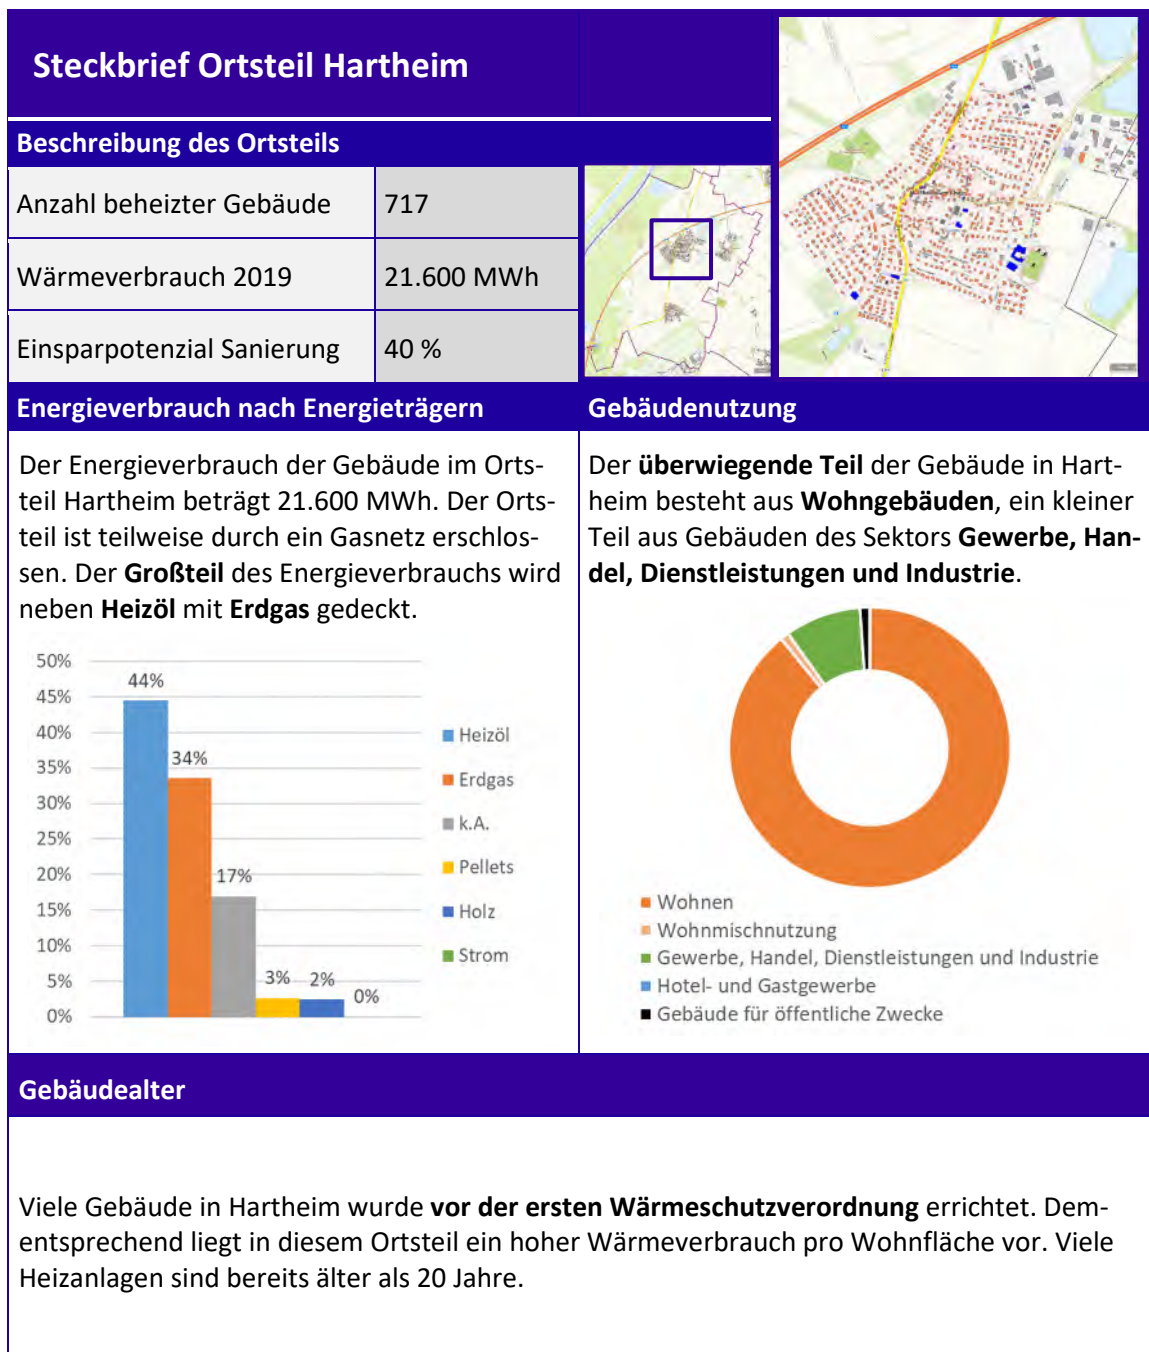 Steckbrief Ortsteil Hartheim
Beschreibung des Ortsteils
Anzahl beheizter Gebäude 717
Wärmeverbrauch 2019 21.600 MWh
Einsparpotenzial Sanierung 40 %
Energieverbrauch nach Energieträgern
Der Energieverbrauch der Gebäude im Orts-
teil Hartheim beträgt 21.600 MWh. Der Orts-
teil ist teilweise durch ein Gasnetz erschlos-
sen. Der Großteil des Energieverbrauchs wird
neben Heizöl mit Erdgas gedeckt.
50%
45%
40%
35%
30%
25%
20%
15%
10%
5%
0%
44%
34%
17%
3%
2%
0%
Heizöl
Erdgas
k.A.
Pellets
Holz
Strom
Gebäudenutzung
Der überwiegende Teil der Gebäude in Hart-
heim besteht aus Wohngebäuden, ein kleiner
Teil aus Gebäuden des Sektors Gewerbe, Han-
del, Dienstleistungen und Industrie.
Wohnen
Wohnmischnutzung
Gewerbe, Handel, Dienstleistungen und Industrie
Hotel- und Gastgewerbe
Gebäude für öffentliche Zwecke
Gebäudealter
Viele Gebäude in Hartheim wurde vor der ersten Wärmeschutzverordnung errichtet. Dem-
entsprechend liegt in diesem Ortsteil ein hoher Wärmeverbrauch pro Wohnfläche vor. Viele
Heizanlagen sind bereits älter als 20 Jahre.